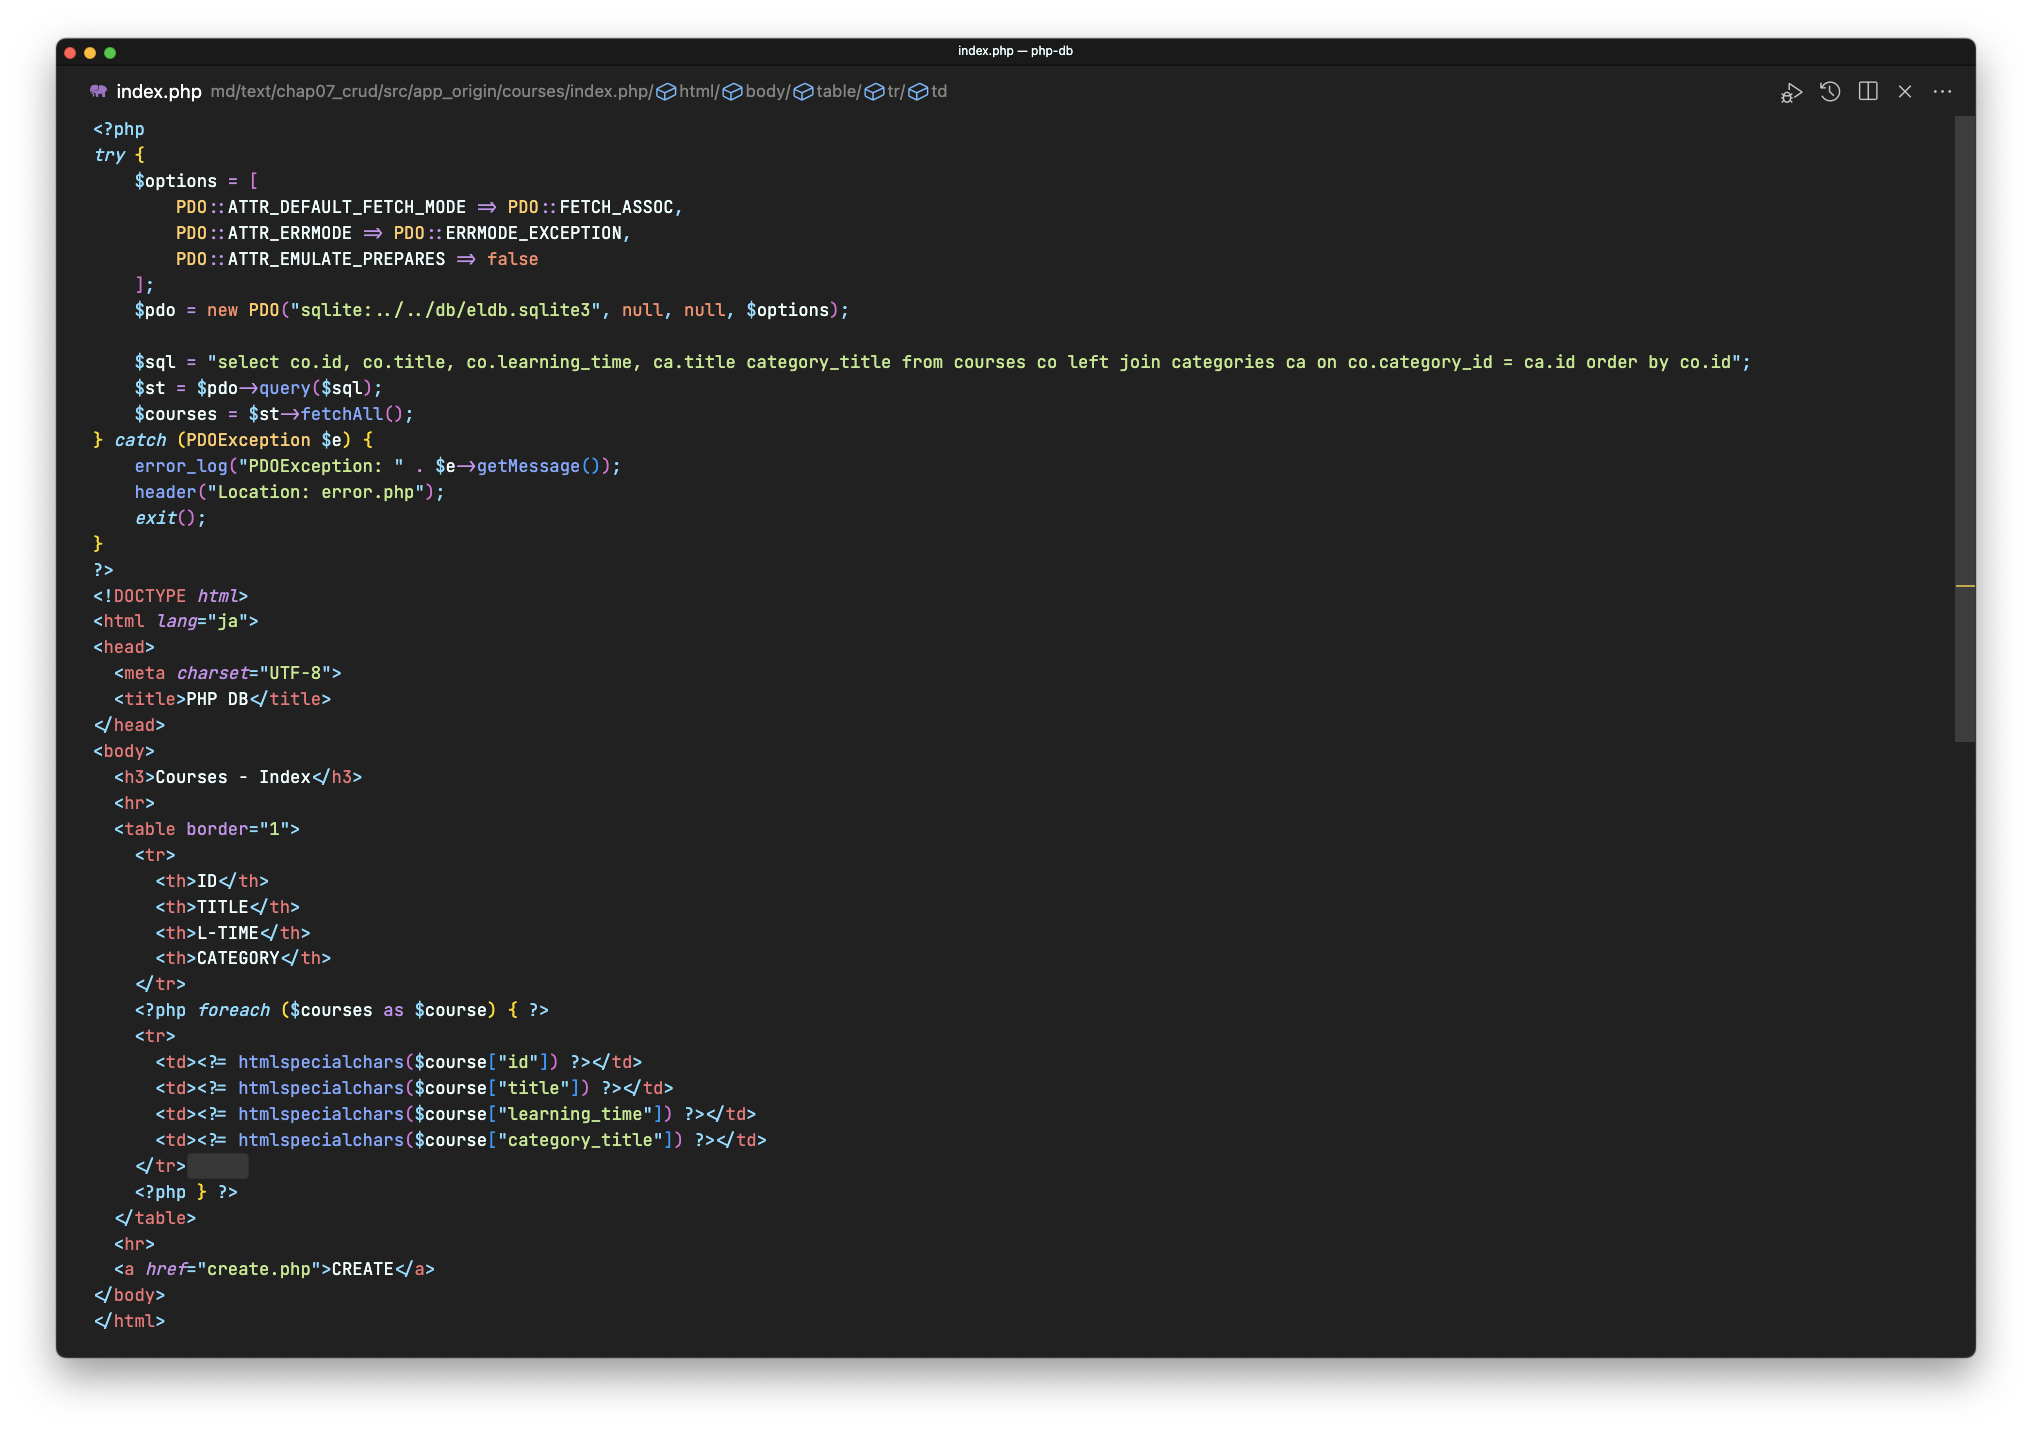 index.php — php-db
index.php md/text/chap07_crud/src/app_origin/courses/index.php/html/body/table/tr/td
<?php
try {
    $options = [
        PDO::ATTR_DEFAULT_FETCH_MODE => PDO::FETCH_ASSOC,
        PDO::ATTR_ERRMODE => PDO::ERRMODE_EXCEPTION,
        PDO::ATTR_EMULATE_PREPARES => false
    ];
    $pdo = new PDO("sqlite:../../db/eldb.sqlite3", null, null, $options);

    $sql = "select co.id, co.title, co.learning_time, ca.title category_title from courses co left join categories ca on co.category_id = ca.id order by co.id";
    $st = $pdo->query($sql);
    $courses = $st->fetchAll();
} catch (PDOException $e) {
    error_log("PDOException: " . $e->getMessage());
    header("Location: error.php");
    exit();
}
?>
<!DOCTYPE html>
<html lang="ja">
<head>
  <meta charset="UTF-8">
  <title>PHP DB</title>
</head>
<body>
  <h3>Courses - Index</h3>
  <hr>
  <table border="1">
    <tr>
      <th>ID</th>
      <th>TITLE</th>
      <th>L-TIME</th>
      <th>CATEGORY</th>
    </tr>
    <?php foreach ($courses as $course) { ?>
    <tr>
      <td><?= htmlspecialchars($course["id"]) ?></td>
      <td><?= htmlspecialchars($course["title"]) ?></td>
      <td><?= htmlspecialchars($course["learning_time"]) ?></td>
      <td><?= htmlspecialchars($course["category_title"]) ?></td>
    </tr>
    <?php } ?>
  </table>
  <hr>
  <a href="create.php">CREATE</a>
</body>
</html>